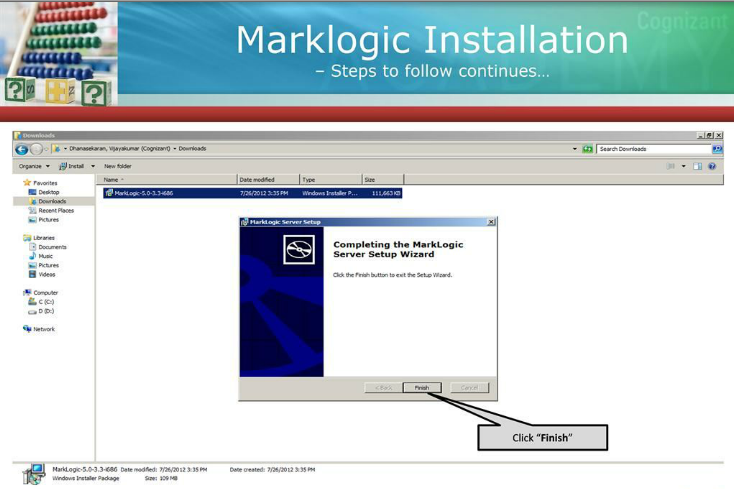 Cognizant
Marklogic Installation
– Steps to follow continues…
Downloads
Dhanasekaran, Vijayakumar (Cognizant) Downloads
Search Downloads
Organize Install New folder
Name Date modified Type Size
MarkLogic-5.0-3.3-i686 7/26/2012 3:35 PM Windows Installer P... 111,663 KB
Favorites
Desktop
Downloads
Recent Places
Pictures
Libraries
Documents
Music
Pictures
Videos
Computer
C (C:)
D (D:)
Network
MarkLogic Server Setup
Completing the MarkLogic
Server Setup Wizard
Click the Finish button to exit the Setup Wizard.
< Back Finish Cancel
Click “Finish”
MarkLogic-5.0-3.3-i686 Date modified: 7/26/2012 3:35 PM Date created: 7/26/2012 3:35 PM
Windows Installer Package Size: 109 MB